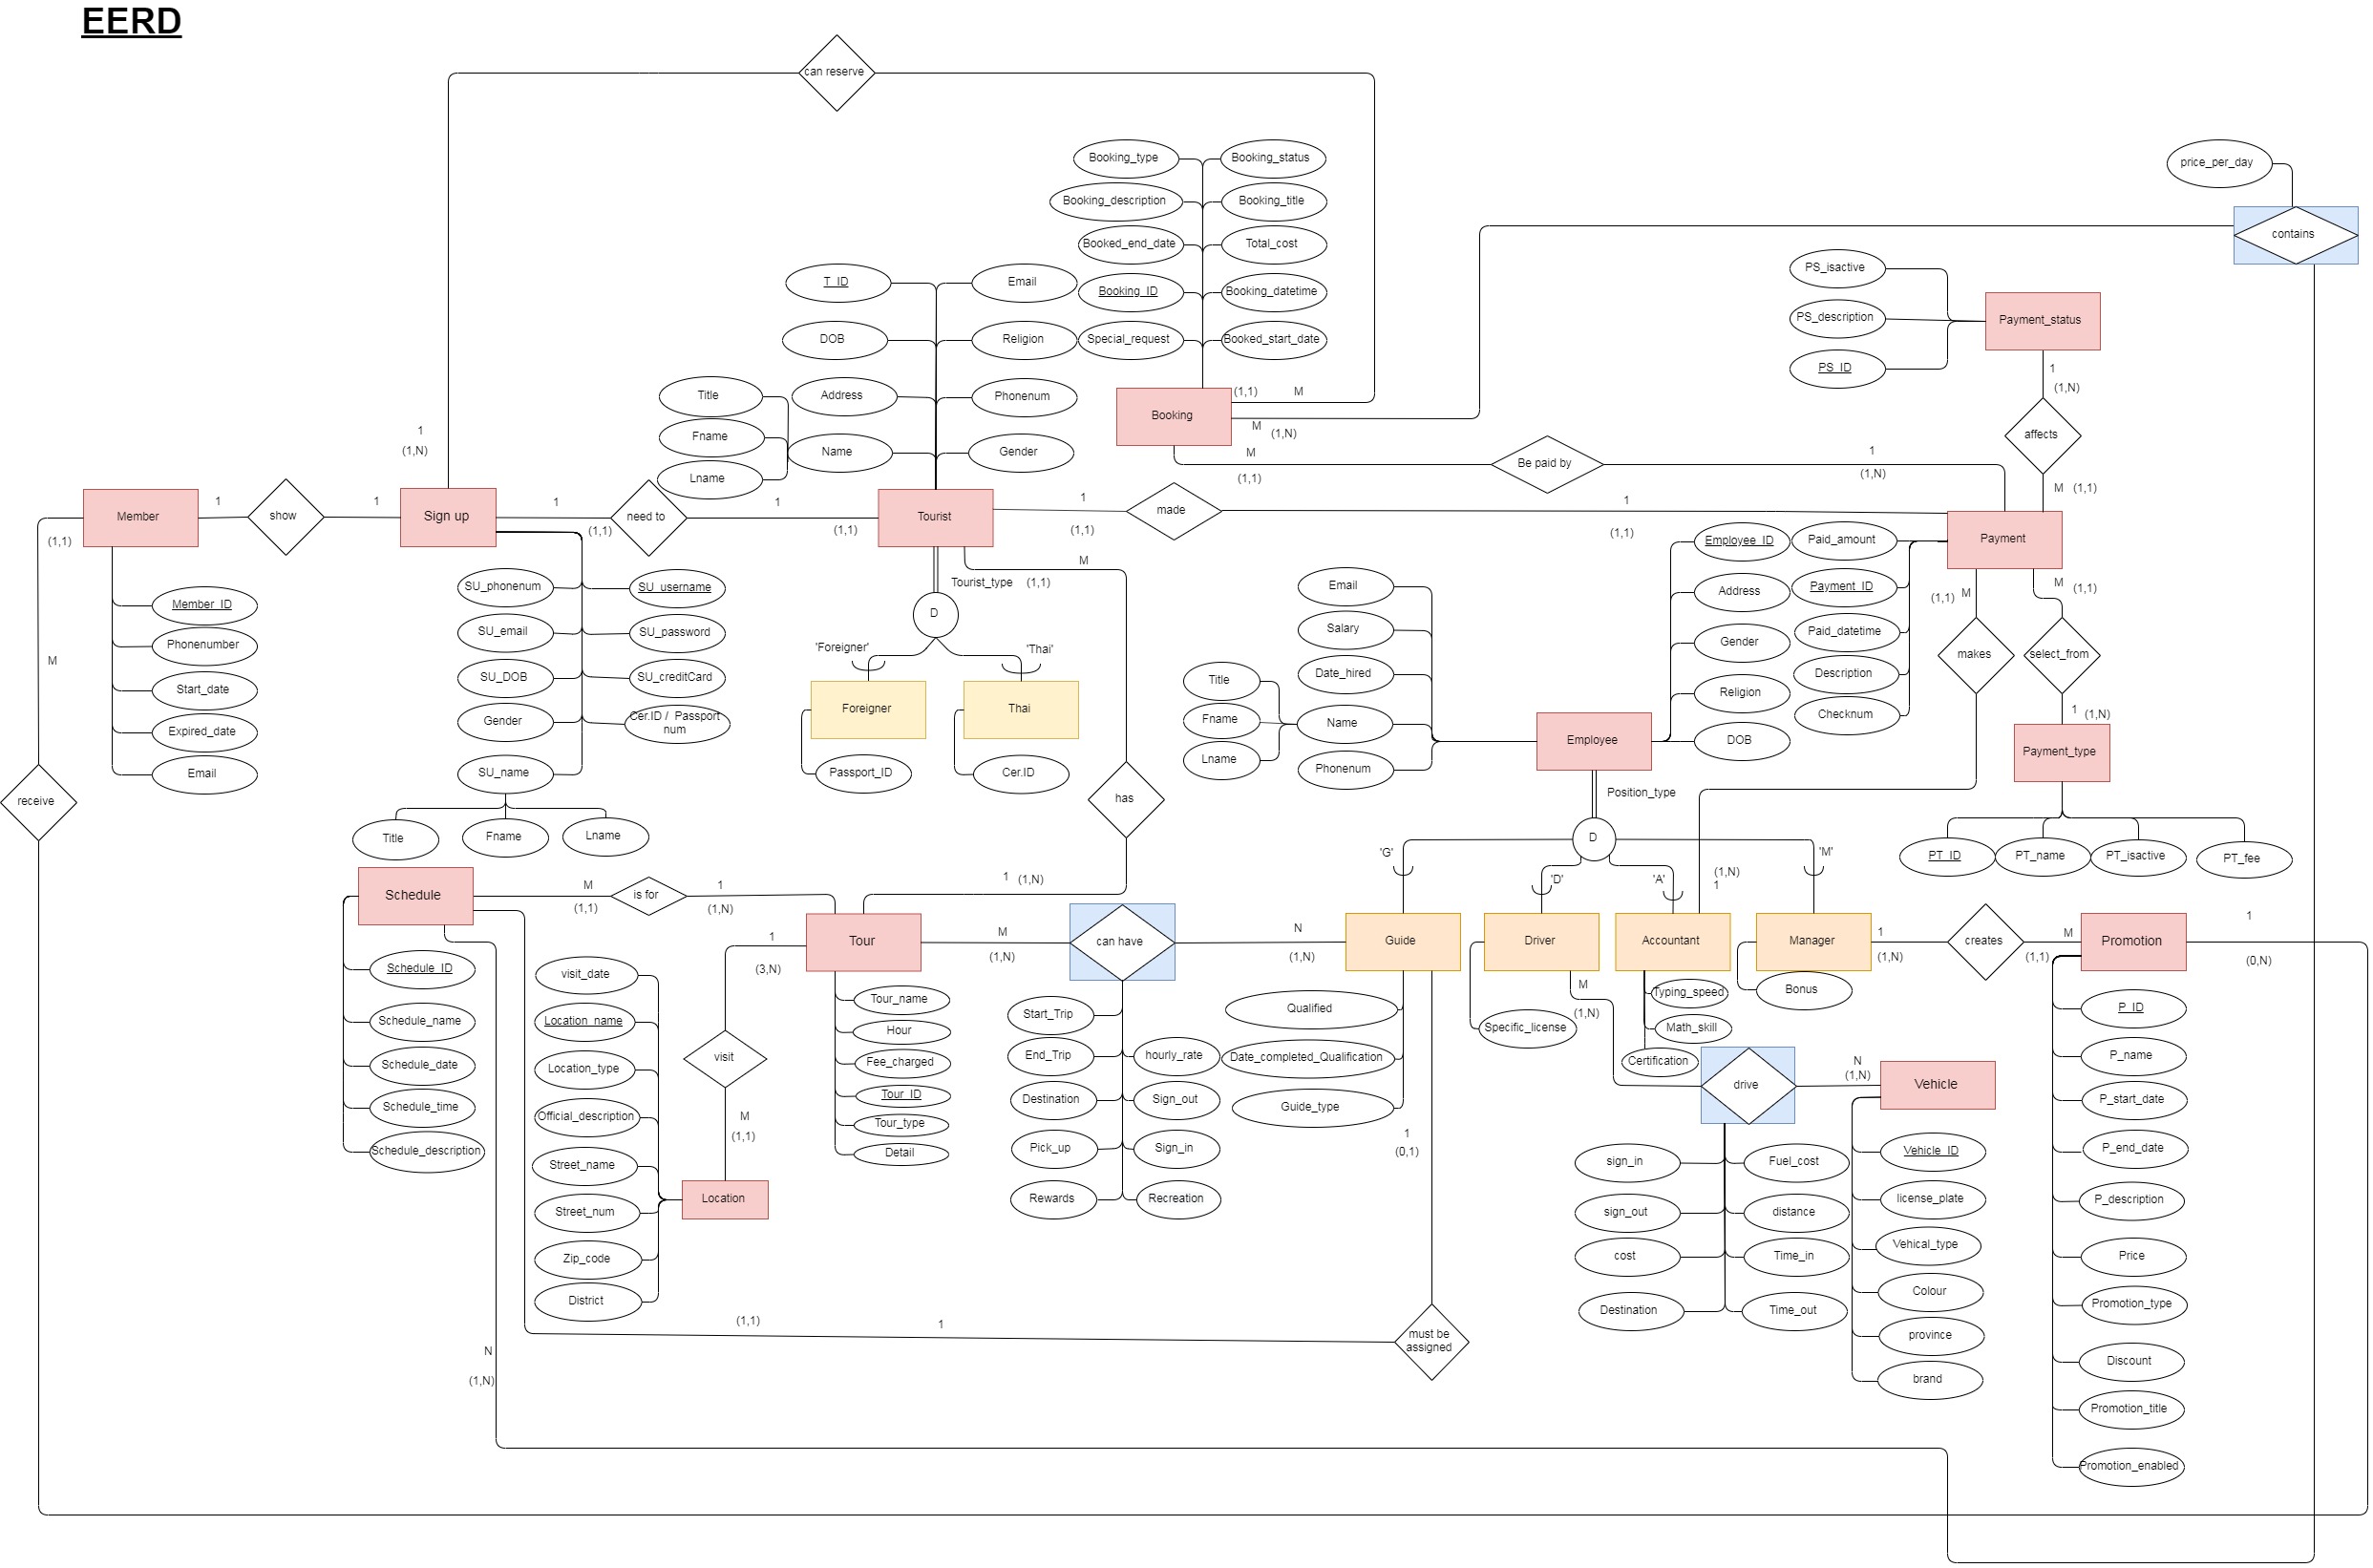 EERD
can reserve
Booking_type
Booking_status
price_per_day
Booking_description
Booking_title
contains
Booked_end_date
Total_cost
PS_isactive
T_ID
Email
Booking_ID
Booking_datetime
PS_description
Payment_status
DOB
Religion
Special_request
Booked_start_date
PS_ID
1
(1,N)
Title
Address
Phonenum
(1,1)
M
Booking
M
(1,N)
affects
1
(1,N)
Fname
Name
Gender
M
(1,1)
Be paid by
1
(1,N)
Lname
M
(1,1)
Member
1
show
1
Sign up
1
(1,1)
need to
1
(1,1)
Tourist
1
(1,1)
made
1
(1,1)
Payment
(1,1)
M
Employee_ID
Paid_amount
SU_phonenum
SU_username
Tourist_type
M
(1,1)
Email
Address
Payment_ID
(1,1)
M
M
(1,1)
Member_ID
D
SU_email
SU_password
Salary
Gender
Paid_datetime
Phonenumber
'Foreigner'
'Thai'
makes
select_from
SU_DOB
SU_creditCard
Title
Date_hired
Religion
Description
Start_date
Gender
Cer.ID / Passport
num
Foreigner
Thai
Fname
Name
Checknum
1
(1,N)
Expired_date
Lname
Phonenum
Employee
DOB
Payment_type
Email
SU_name
Passport_ID
Cer.ID
receive
has
Position_type
Title
Fname
Lname
D
'G'
'D'
'A'
'M'
PT_ID
PT_name
PT_isactive
PT_fee
Schedule
M
(1,1)
is for
1
(1,N)
1
(1,N)
(1,N)
1
Tour
M
(1,N)
can have
N
(1,N)
Guide
Driver
Accountant
Manager
1
(1,N)
creates
M
(1,1)
Promotion
1
(0,N)
1
(3,N)
Schedule_ID
visit_date
Tour_name
Start_Trip
Qualified
M
(1,N)
Typing_speed
Bonus
P_ID
Schedule_name
Location_name
Hour
Specific_license
Math_skill
Schedule_date
Location_type
visit
Fee_charged
End_Trip
hourly_rate
Date_completed_Qualification
Certification
N
(1,N)
P_name
Schedule_time
Official_description
Tour_ID
Destination
Sign_out
Guide_type
drive
Vehicle
P_start_date
M
(1,1)
Tour_type
1
(0,1)
Schedule_description
Street_name
Detail
Pick_up
Sign_in
sign_in
Fuel_cost
Vehicle_ID
P_end_date
Street_num
Location
Rewards
Recreation
sign_out
distance
license_plate
P_description
Zip_code
cost
Time_in
Vehical_type
Price
District
Destination
Time_out
Colour
Promotion_type
(1,1)
1
must be
assigned
province
Discount
N
(1,N)
brand
Promotion_title
Promotion_enabled